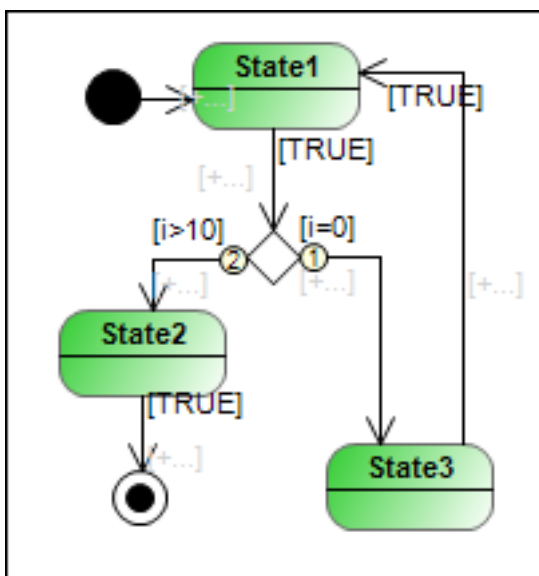 State1
[+...]
[TRUE]
[TRUE]
[+...]
[i>10]
[i=0]
2
1
[+...]
[+...]
[+...]
State2
[TRUE]
[+...]
State3